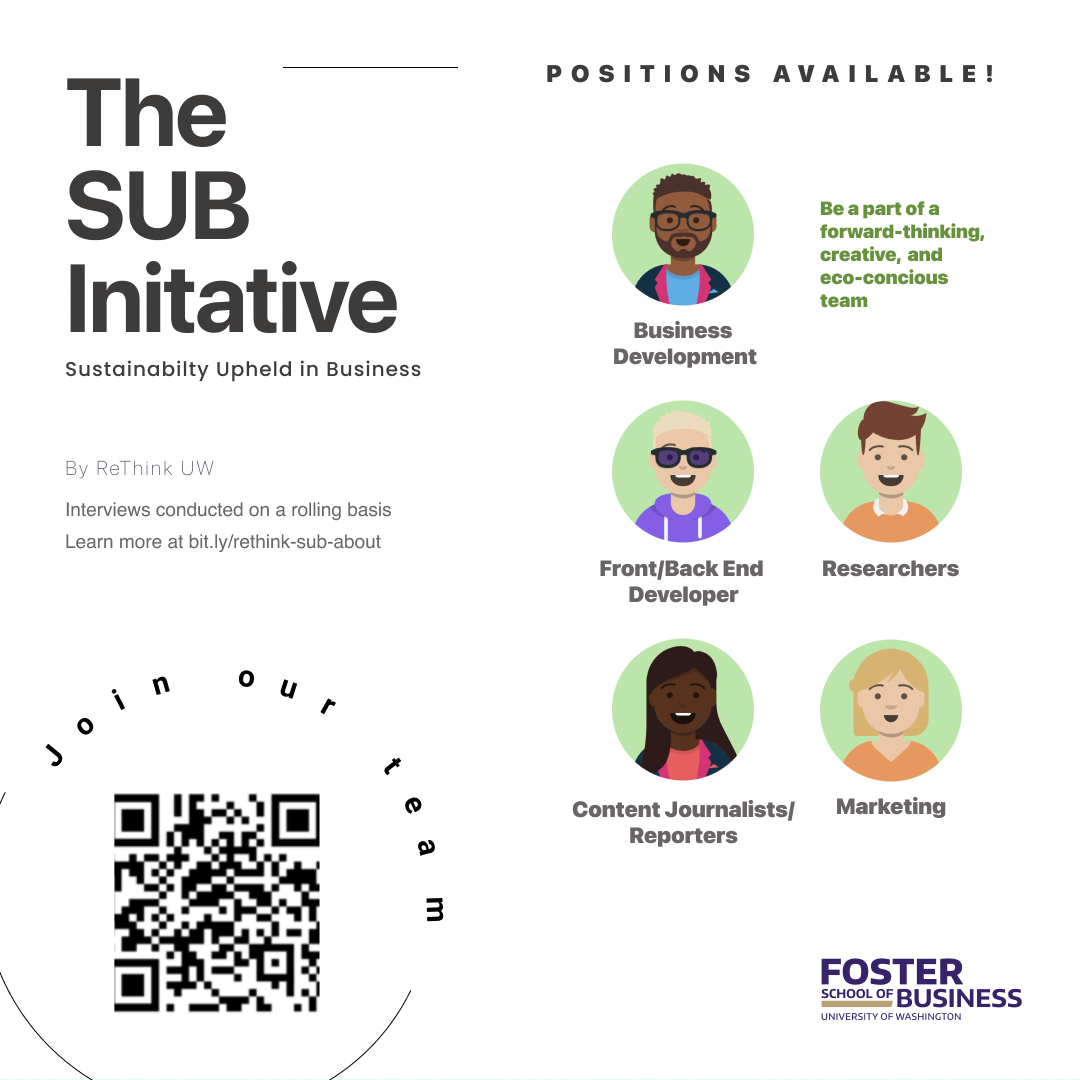 The
SUB
Initative
Sustainabilty Upheld in Business
By ReThink UW
Interviews conducted on a rolling basis
Learn more at bit.ly/rethink-sub-about
Join our team
POSITIONS AVAILABLE!
Be a part of a
forward-thinking,
creative, and
eco-concious
team
Business
Development
Front/Back End
Developer
Researchers
Content Journalists/
Reporters
Marketing
FOSTER
SCHOOL OF BUSINESS
UNIVERSITY OF WASHINGTON